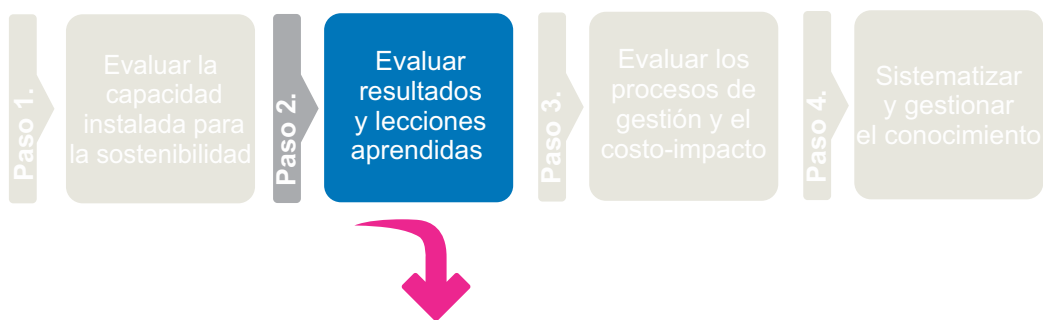 Paso 1.
Evaluar la
capacidad
instalada para
la sostenibilidad
Paso 2.
Evaluar
resultados
y lecciones
aprendidas
Paso 3.
Evaluar los
procesos de
gestión y el
costo-impacto
Paso 4.
Sistematizar
y gestionar
el conocimiento